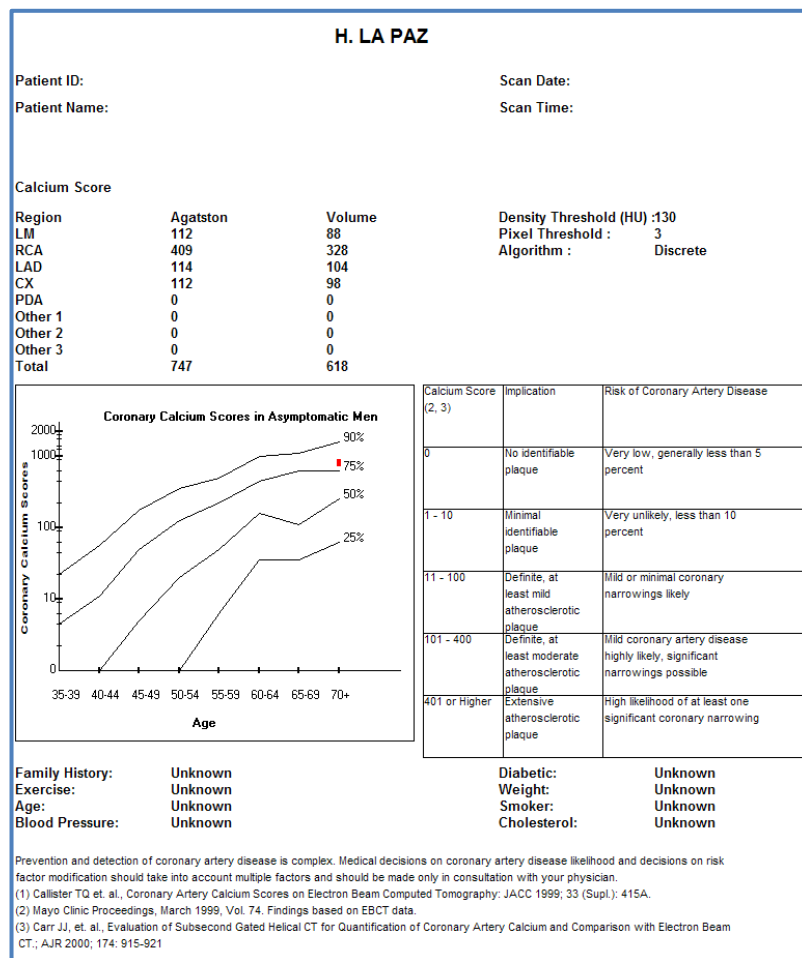 H. LA PAZ
Patient ID: Scan Date:
Patient Name: Scan Time:
Calcium Score
Region Agatston Volume Density Threshold (HU) :130
LM 112 88 Pixel Threshold : 3
RCA 409 328 Algorithm : Discrete
LAD 114 104
CX 112 98
PDA 0 0
Other 1 0 0
Other 2 0 0
Other 3 0 0
Total 747 618
Coronary Calcium Scores in Asymptomatic Men
Coronary Calcium Scores
2000
1000
100
10
0
90%
75%
50%
25%
35-39 40-44 45-49 50-54 55-59 60-64 65-69 70+
Age
Calcium Score Implication Risk of Coronary Artery Disease
(2, 3)
0 No identifiable Very low, generally less than 5
plaque percent
1 - 10 Minimal Very unlikely, less than 10
identifiable percent
plaque
11 - 100 Definite, at Mild or minimal coronary
least mild narrowings likely
atherosclerotic
plaque
101 - 400 Definite, at Mild coronary artery disease
least moderate highly likely, significant
atherosclerotic narrowings possible
plaque
401 or Higher Extensive High likelihood of at least one
atherosclerotic significant coronary narrowing
plaque
Family History: Unknown Diabetic: Unknown
Exercise: Unknown Weight: Unknown
Age: Unknown Smoker: Unknown
Blood Pressure: Unknown Cholesterol: Unknown
Prevention and detection of coronary artery disease is complex. Medical decisions on coronary artery disease likelihood and decisions on risk
factor modification should take into account multiple factors and should be made only in consultation with your physician.
(1) Callister TQ et. al., Coronary Artery Calcium Scores on Electron Beam Computed Tomography: JACC 1999; 33 (Supl.): 415A.
(2) Mayo Clinic Proceedings, March 1999, Vol. 74. Findings based on EBCT data.
(3) Carr JJ, et. al., Evaluation of Subsecond Gated Helical CT for Quantification of Coronary Artery Calcium and Comparison with Electron Beam
CT.; AJR 2000; 174: 915-921